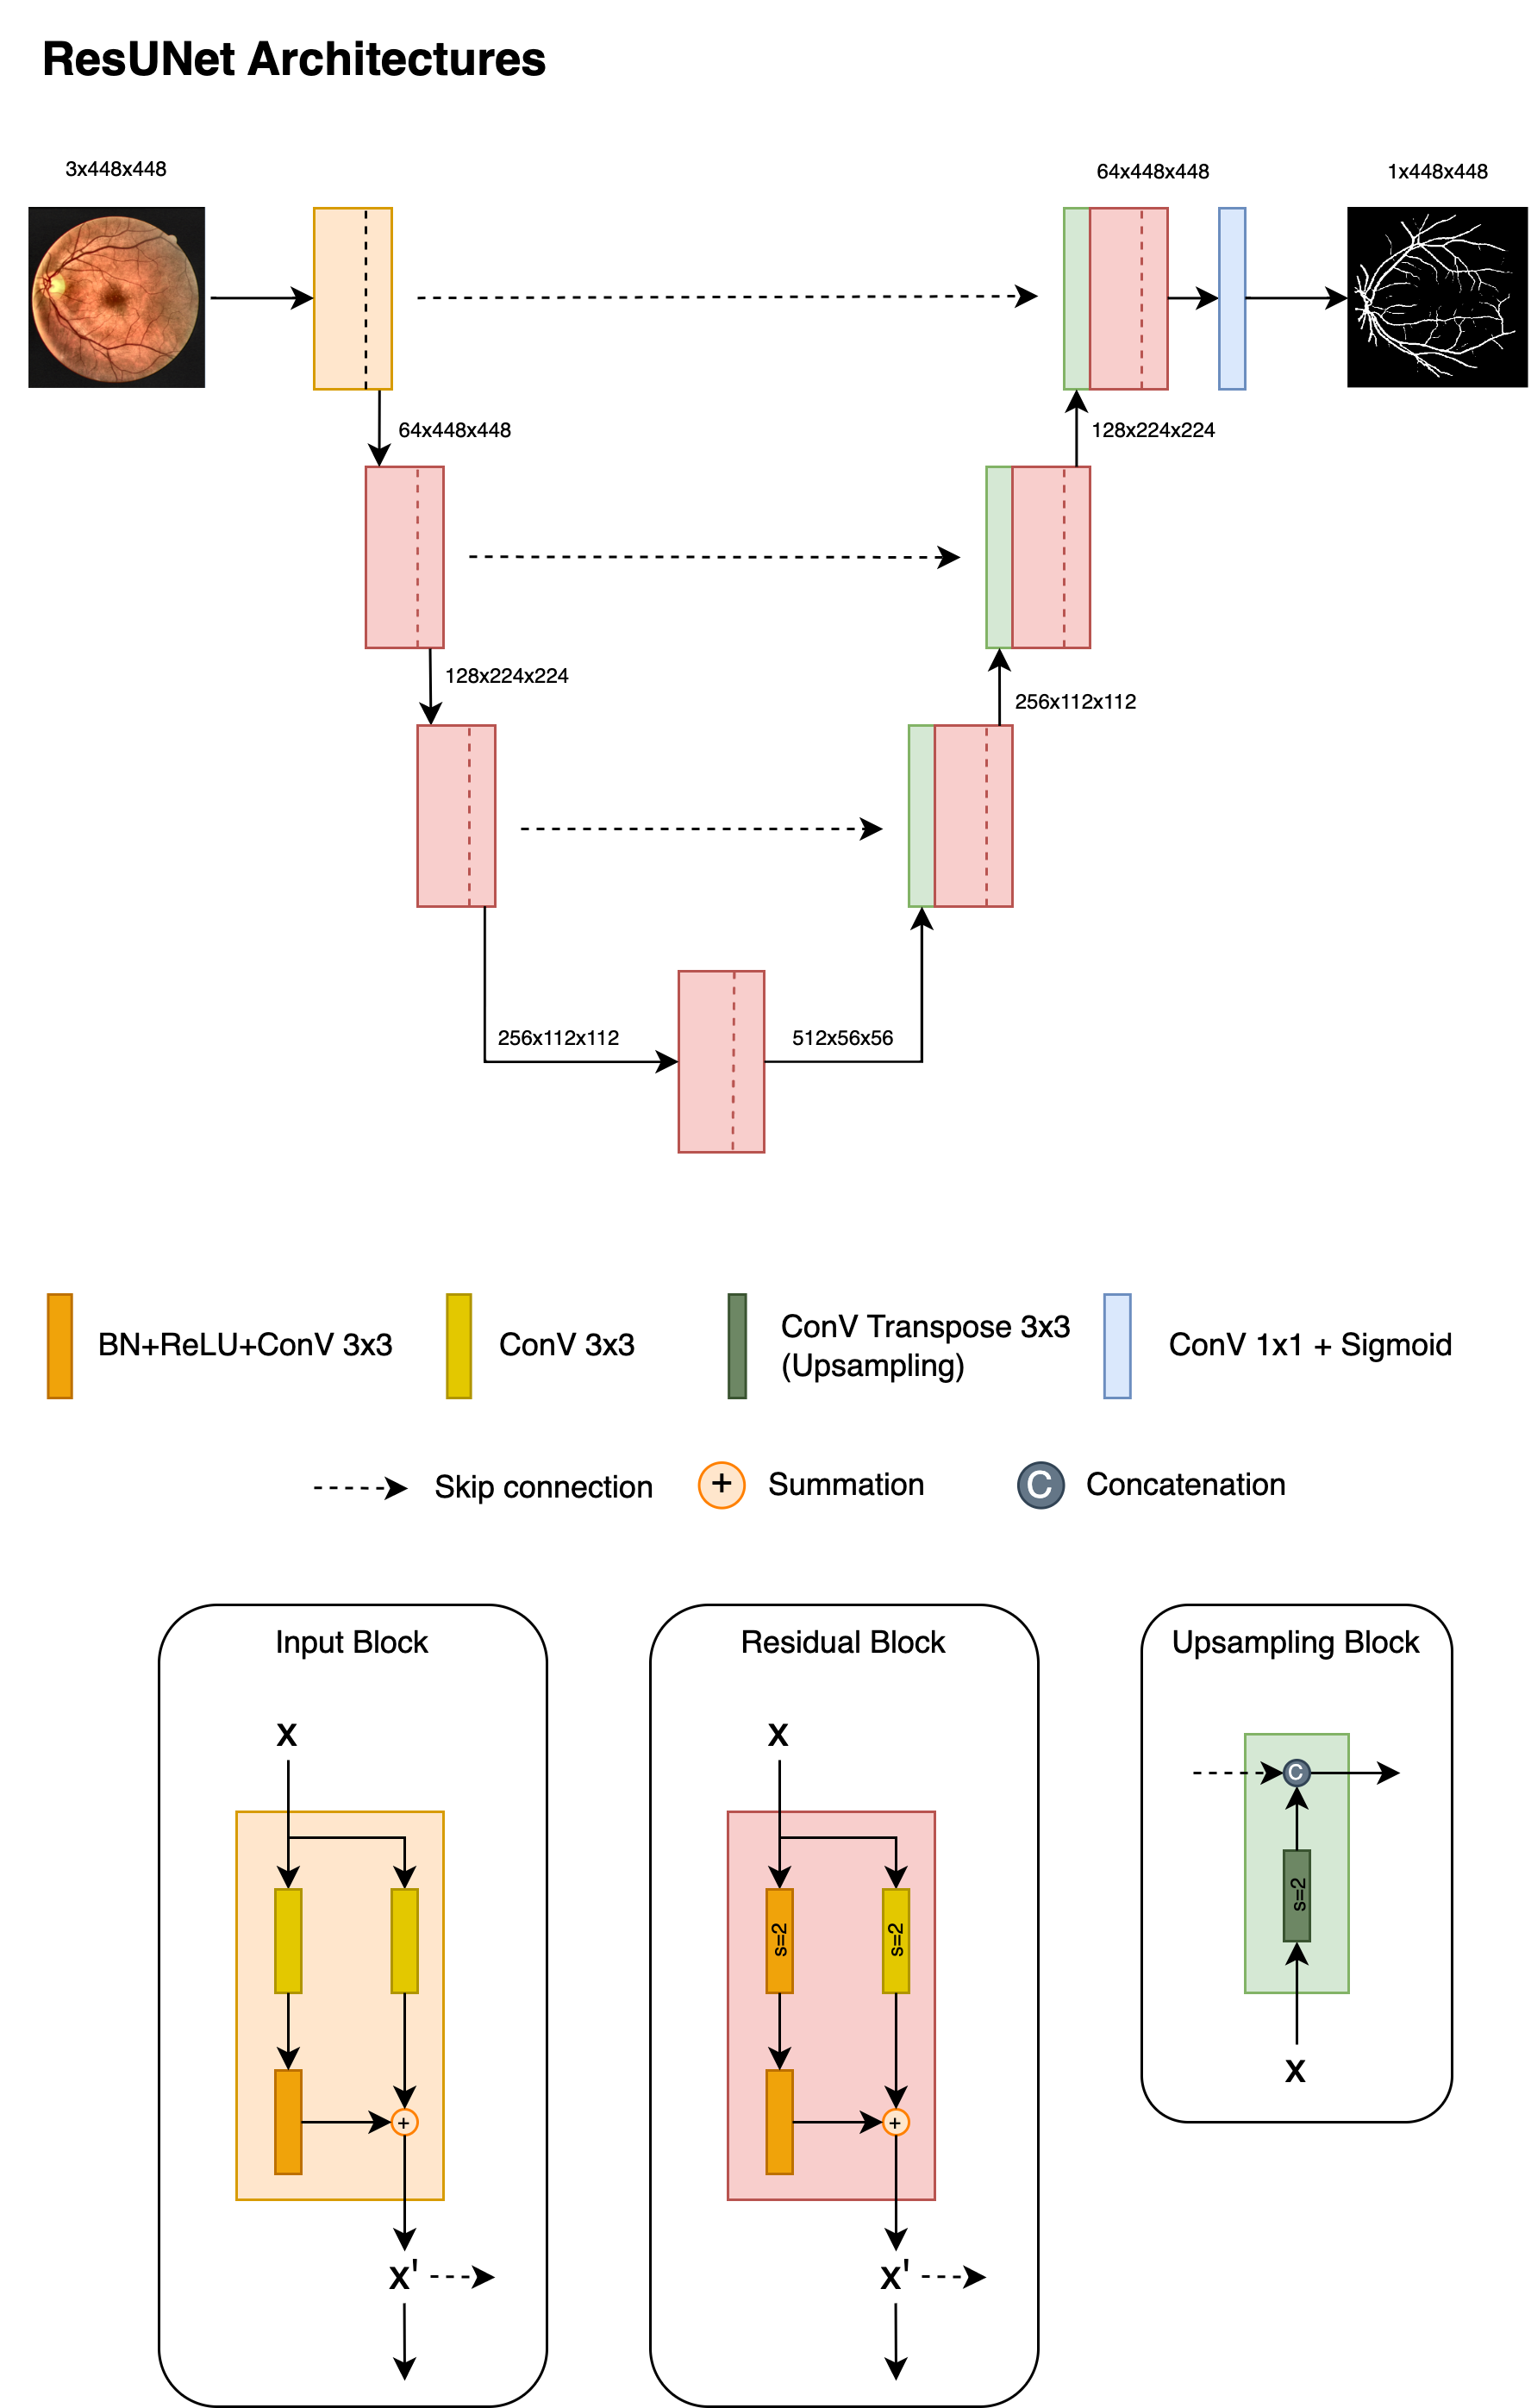 ResUNet Architectures
3x448x448
64x448x448
1x448x448
64x448x448
128x224x224
128x224x224
256x112x112
256x112x112
512x56x56
BN+ReLU+ConV 3x3
ConV 3x3
ConV Transpose 3x3
(Upsampling)
ConV 1x1 + Sigmoid
Skip connection
+
Summation
C
Concatenation
Input Block
X
+
X'
Residual Block
X
s=2
s=2
+
X'
Upsampling Block
C
s=2
X